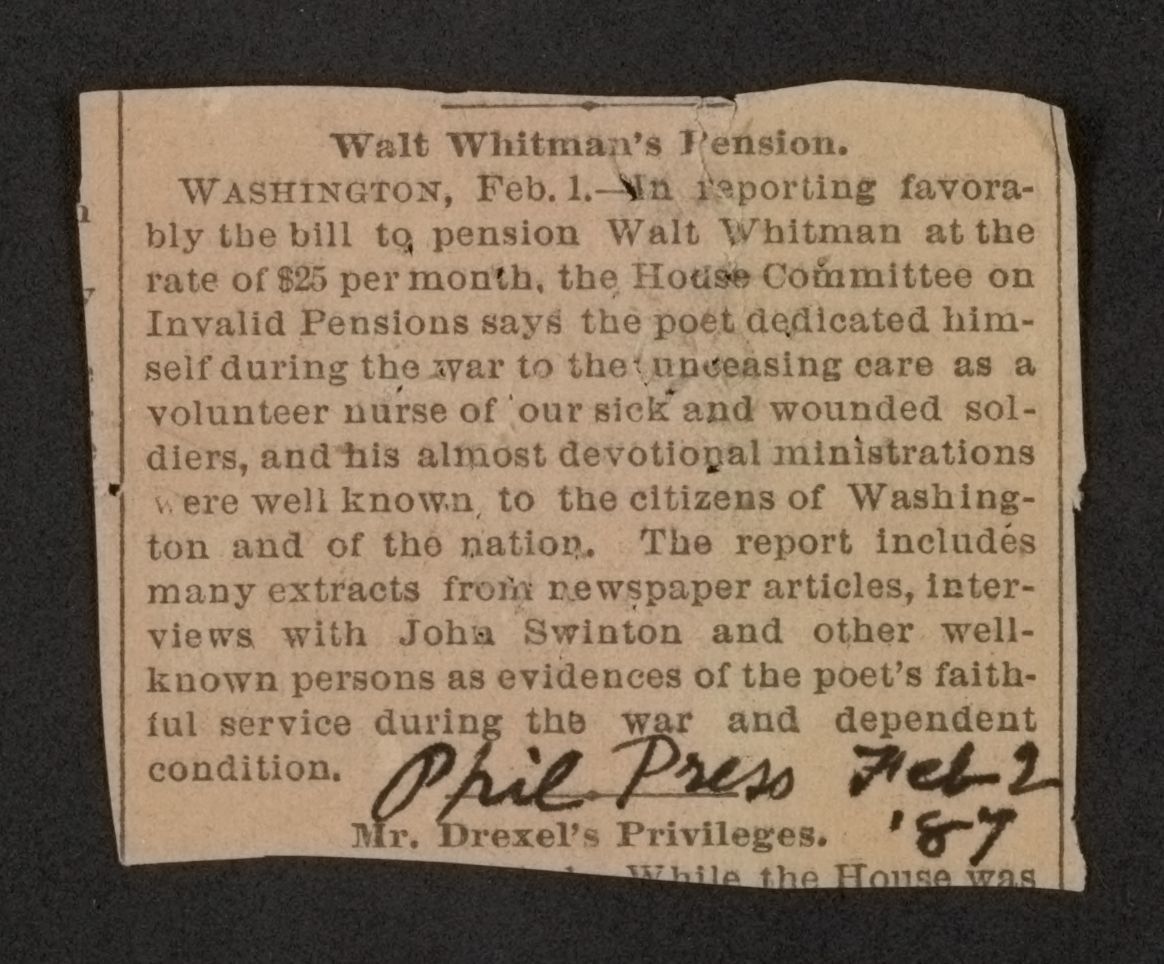 Walt Whitman's Pension.
WASHINGTON, Feb. 1.—In reporting favora-
bly the bill to pension Walt Whitman at the
rate of $25 per month, the House Committee on
Invalid Pensions says the poet dedicated him-
self during the war to the unceasing care as a
volunteer nurse of our sick and wounded sol-
diers, and his almost devotional ministrations
were well known to the citizens of Washing-
ton and of the nation. The report includes
many extracts from newspaper articles, inter-
views with John Swinton and other well-
known persons as evidences of the poet's faith-
ful service during the war and dependent
condition.
Phil Press Feb 2
'87
Mr. Drexel's Privileges.
While the House was